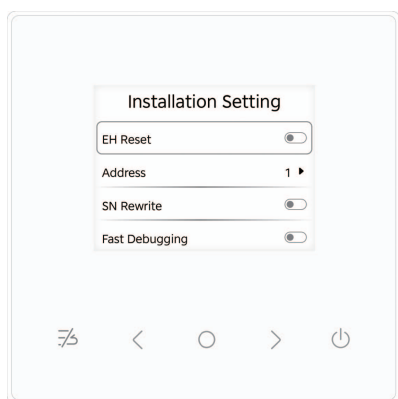 Installation Setting
EH Reset
Address 1
SN Rewrite
Fast Debugging